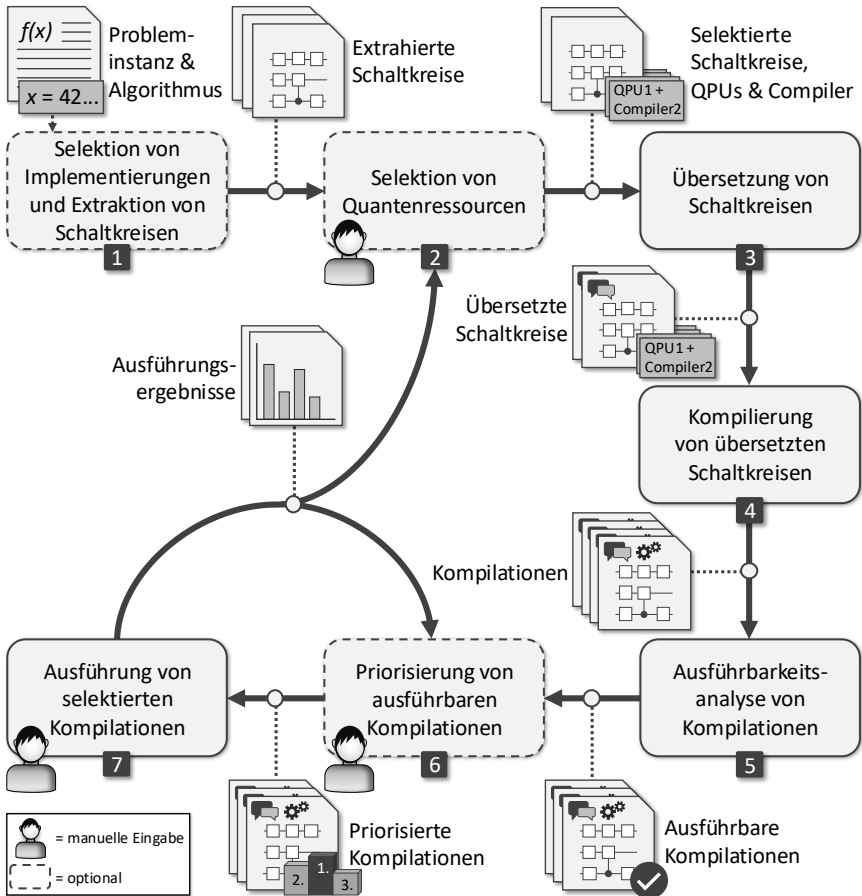 f(x)
x = 42...
Problem-
instanz &
Algorithmus
Extrahierte
Schaltkreise
QPU1 +
Compiler2
Selektierte
Schaltkreise,
QPUs & Compiler
Selektion von
Implementierungen
und Extraktion von
Schaltkreisen
1
Selektion von
Quantenressourcen
2
Übersetzung von
Schaltkreisen
3
Übersetzte
Schaltkreise
QPU1 +
Compiler2
Ausführungs-
ergebnisse
Kompilierung
von übersetzten
Schaltkreisen
4
Kompilationen
Ausführung von
selektierten
Kompilationen
7
Priorisierung von
ausführbaren
Kompilationen
6
Ausführbarkeits-
analyse von
Kompilationen
5
= manuelle Eingabe
= optional
2.
1.
3.
Priorisierte
Kompilationen
Ausführbare
Kompilationen